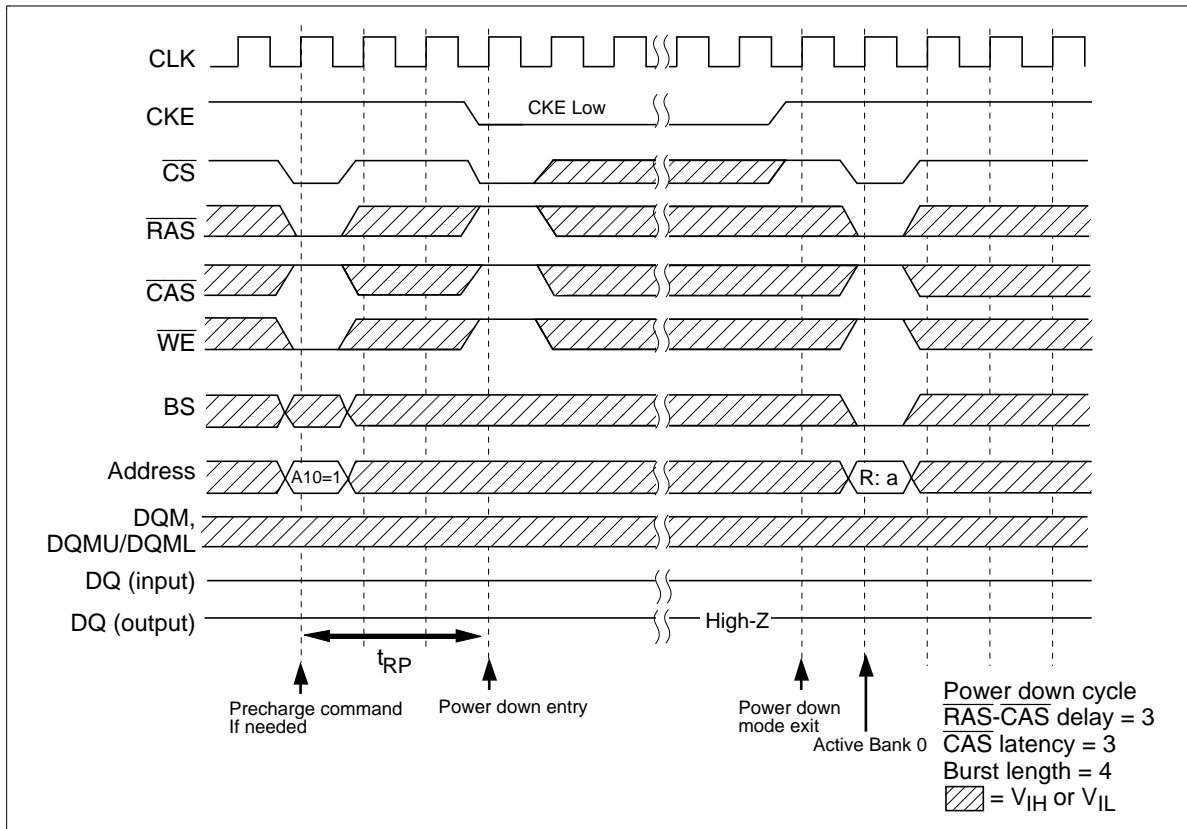 CLK
CKE
CKE Low
CS
RAS
CAS
WE
BS
Address
A10=1
R: a
DQM,
DQMU/DQML
DQ (input)
DQ (output)
High-Z
tRP
Precharge command
If needed
Power down entry
Power down
mode exit
Active Bank 0
Power down cycle
RAS-CAS delay = 3
CAS latency = 3
Burst length = 4
= VIH or VIL